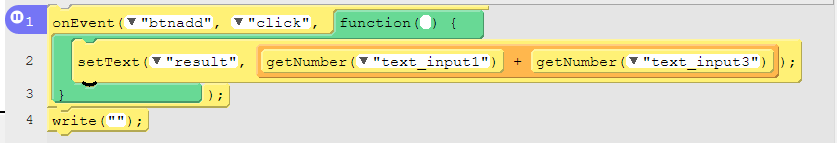 1 onEvent(▼"btnadd", ▼"click", function( ) {
2 setText(▼"result", getNumber(▼"text_input1") + getNumber(▼"text_input3"));
3 } );
4 write("");